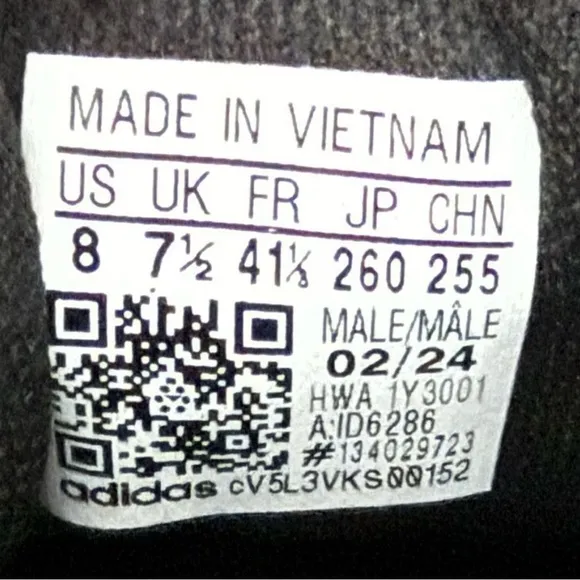 MADE IN VIETNAM
US UK FR JP CHN
8 7½ 41⅓ 260 255
MALE/MÂLE
02/24
HWA 1Y3001
A:ID6286
#134029723
adidas cV5L3VKS00152